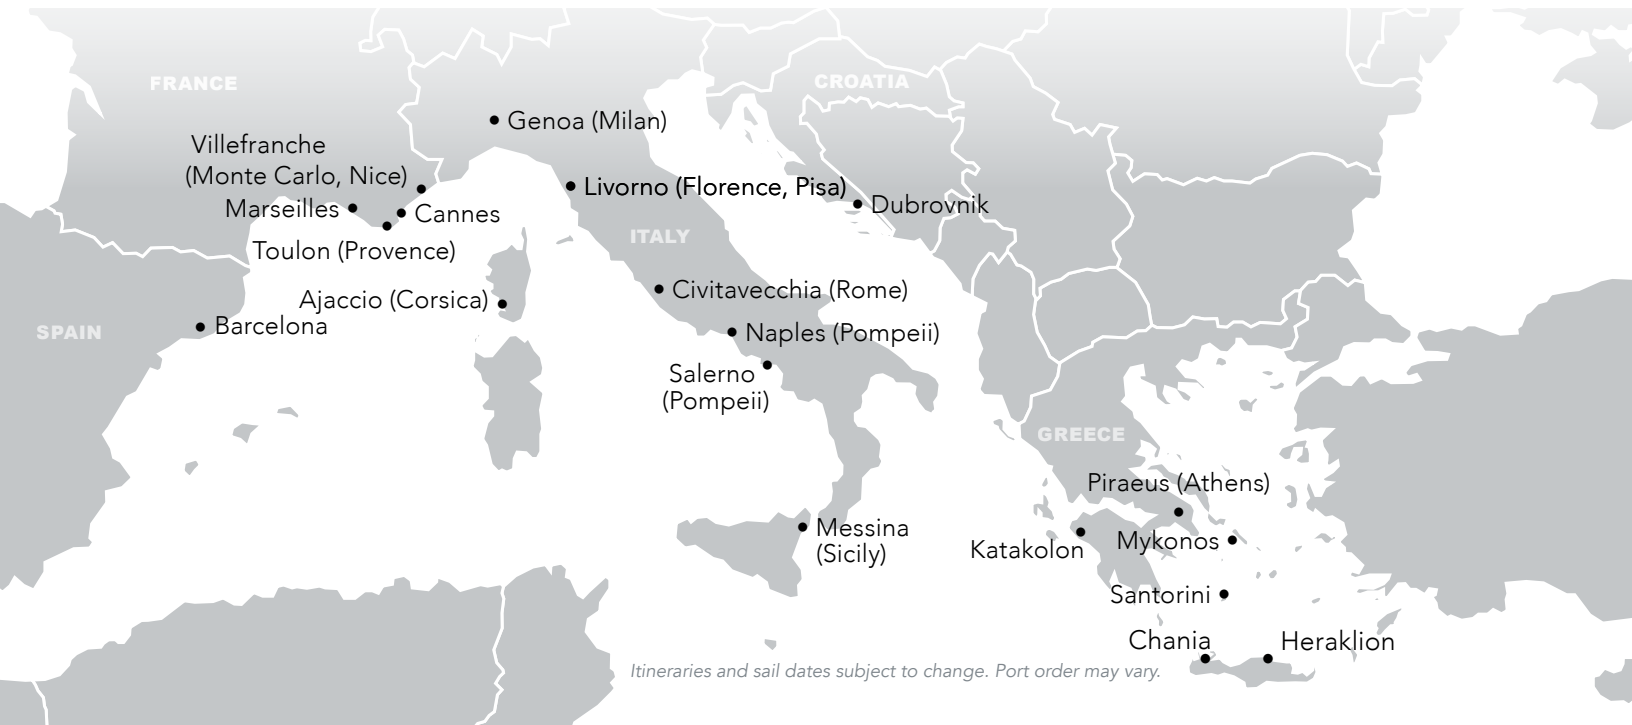 FRANCE
CROATIA
Genoa (Milan)
Villefranche
(Monte Carlo, Nice)
Livorno (Florence, Pisa)
Marseilles
Cannes
Dubrovnik
Toulon (Provence)
ITALY
Civitavecchia (Rome)
Ajaccio (Corsica)
Barcelona
SPAIN
Naples (Pompeii)
Salerno
(Pompeii)
GREECE
Piraeus (Athens)
Messina
(Sicily)
Katakolon
Mykonos
Santorini
Chania
Heraklion
Itineraries and sail dates subject to change. Port order may vary.